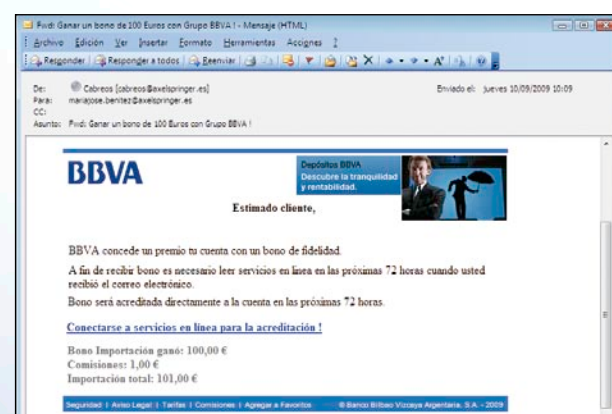 Fwd: Ganar un bono de 100 Euros con Grupo BBVA ! - Mensaje (HTML)
Archivo Edición Ver Insertar Formato Herramientas Acciones ?
Responder Responder a todos Reenviar
De: Cabreos [cabreos@axelspringer.es] Enviado el: jueves 10/09/2009 10:09
Para: mariajose.benitez@axelspringer.es
CC:
Asunto: Fwd: Ganar un bono de 100 Euros con Grupo BBVA !
BBVA
Depósitos BBVA
Descubre la tranquilidad
y rentabilidad.
Estimado cliente,
BBVA concede un premio tu cuenta con un bono de fidelidad.
A fin de recibir bono es necesario leer servicios en linea en las próximas 72 horas cuando usted
recibió el correo electrónico.
Bono será acreditada directamente a la cuenta en las próximas 72 horas.
Conectarse a servicios en línea para la acreditación !
Bono Importación ganó: 100,00 €
Comisiones: 1,00 €
Importación total: 101,00 €
Seguridad | Aviso Legal | Tarifas | Comisiones | Agregar a Favoritos © Banco Bilbao Vizcaya Argentaria, S.A. - 2009